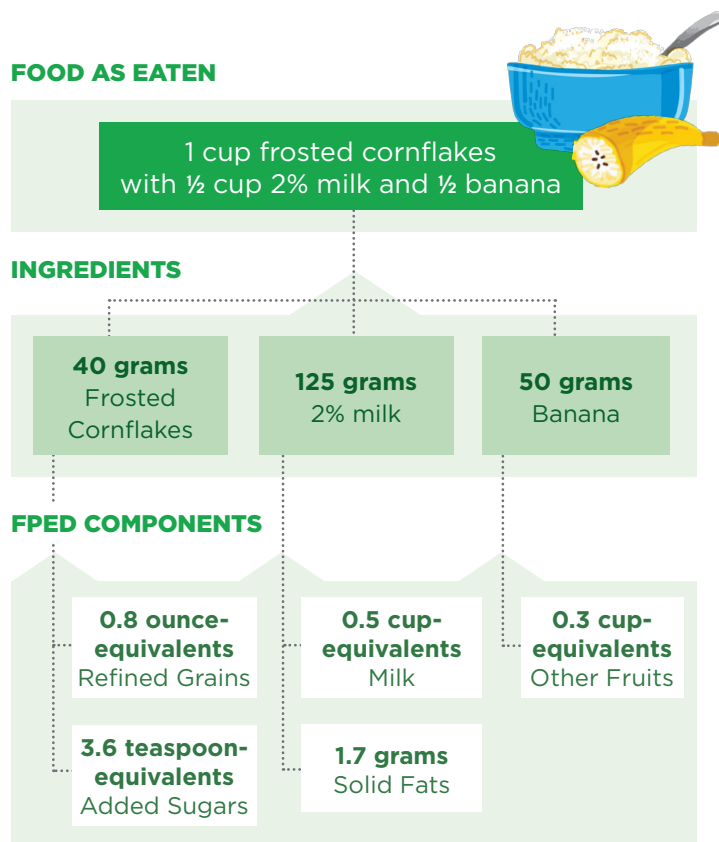 FOOD AS EATEN
1 cup frosted cornflakes
with ½ cup 2% milk and ½ banana
INGREDIENTS
40 grams
Frosted
Cornflakes
125 grams
2% milk
50 grams
Banana
FPED COMPONENTS
0.8 ounce-
equivalents
Refined Grains
3.6 teaspoon-
equivalents
Added Sugars
0.5 cup-
equivalents
Milk
1.7 grams
Solid Fats
0.3 cup-
equivalents
Other Fruits